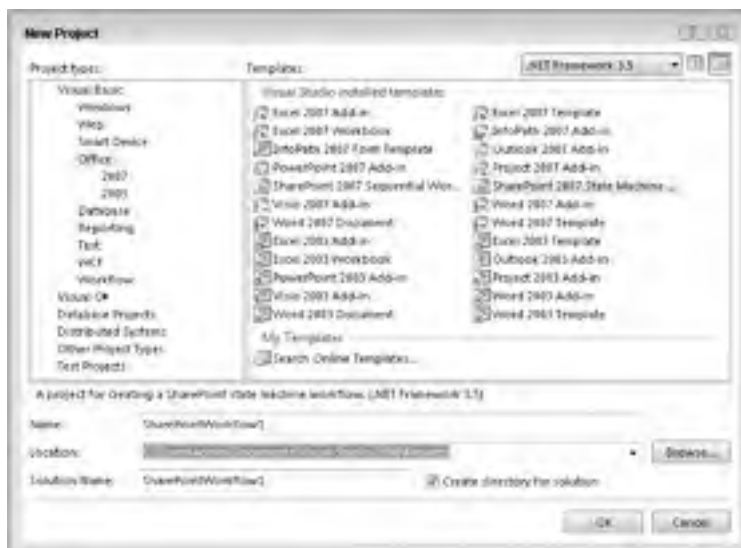 New Project
Project types:
Templates:
.NET Framework 3.5
Visual Basic
Windows
Web
Smart Device
Office
2007
2003
Database
Reporting
Test
WCF
Workflow
Visual C#
Database Projects
Distributed Systems
Other Project Types
Test Projects
Visual Studio installed templates
Excel 2007 Add-in
Excel 2007 Template
Excel 2007 Workbook
InfoPath 2007 Add-in
InfoPath 2007 Form Template
Outlook 2007 Add-in
PowerPoint 2007 Add-in
Project 2007 Add-in
SharePoint 2007 Sequential Wor...
SharePoint 2007 State Machine ...
Visio 2007 Add-in
Word 2007 Add-in
Word 2007 Document
Word 2007 Template
Excel 2003 Add-in
Excel 2003 Template
Excel 2003 Workbook
Outlook 2003 Add-in
PowerPoint 2003 Add-in
Project 2003 Add-in
Visio 2003 Add-in
Word 2003 Add-in
Word 2003 Document
Word 2003 Template
My Templates
Search Online Templates...
A project for creating a SharePoint state machine workflow. (.NET Framework 3.5)
Name:
SharePointWorkflow1
Location:
Browse...
Solution Name:
SharePointWorkflow1
Create directory for solution
OK
Cancel